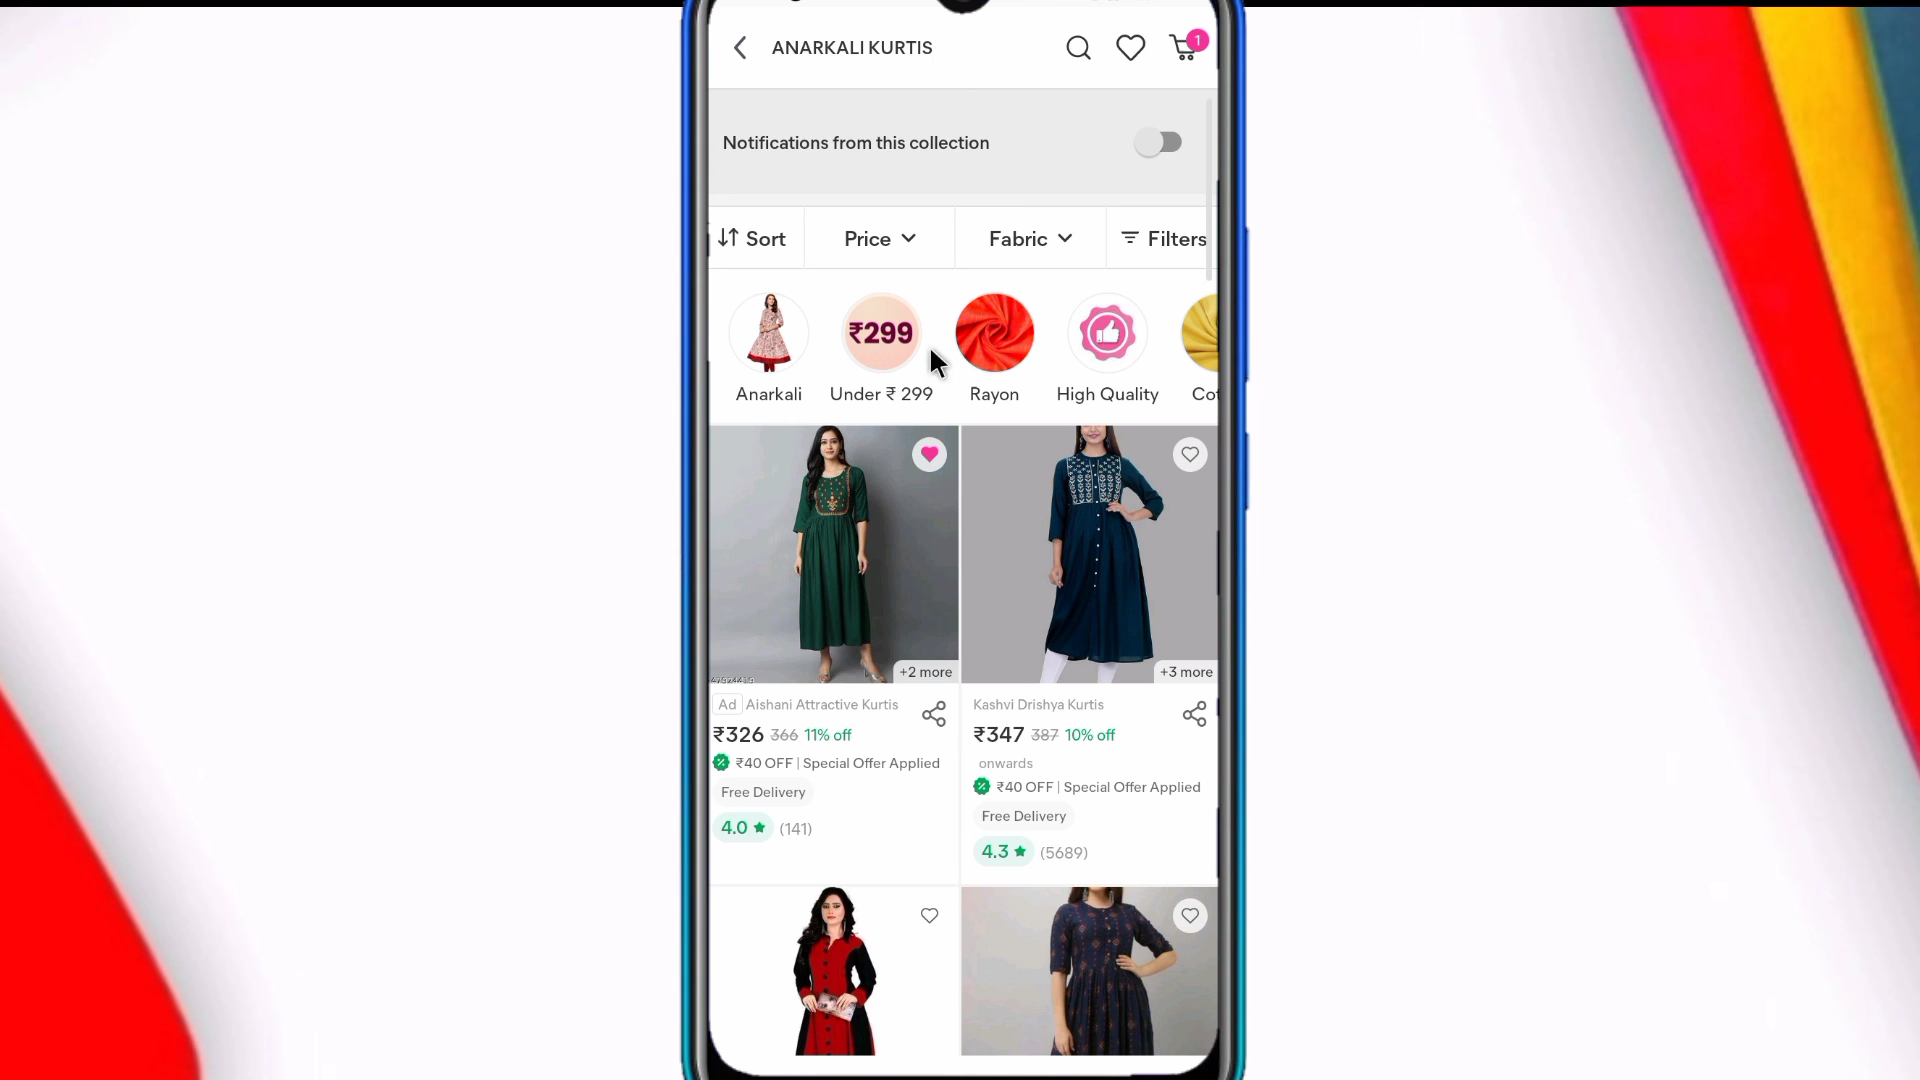 ANARKALI KURTIS
1
Notifications from this collection
Sort Price Fabric Filters
₹299
Anarkali Under ₹ 299 Rayon High Quality
+2 more +3 more
Ad Aishani Attractive Kurtis
₹326 366 11% off
₹40 OFF | Special Offer Applied
Free Delivery
4.0 ★ (141)
Kashvi Drishya Kurtis
₹347 387 10% off
onwards
₹40 OFF | Special Offer Applied
Free Delivery
4.3 ★ (5689)